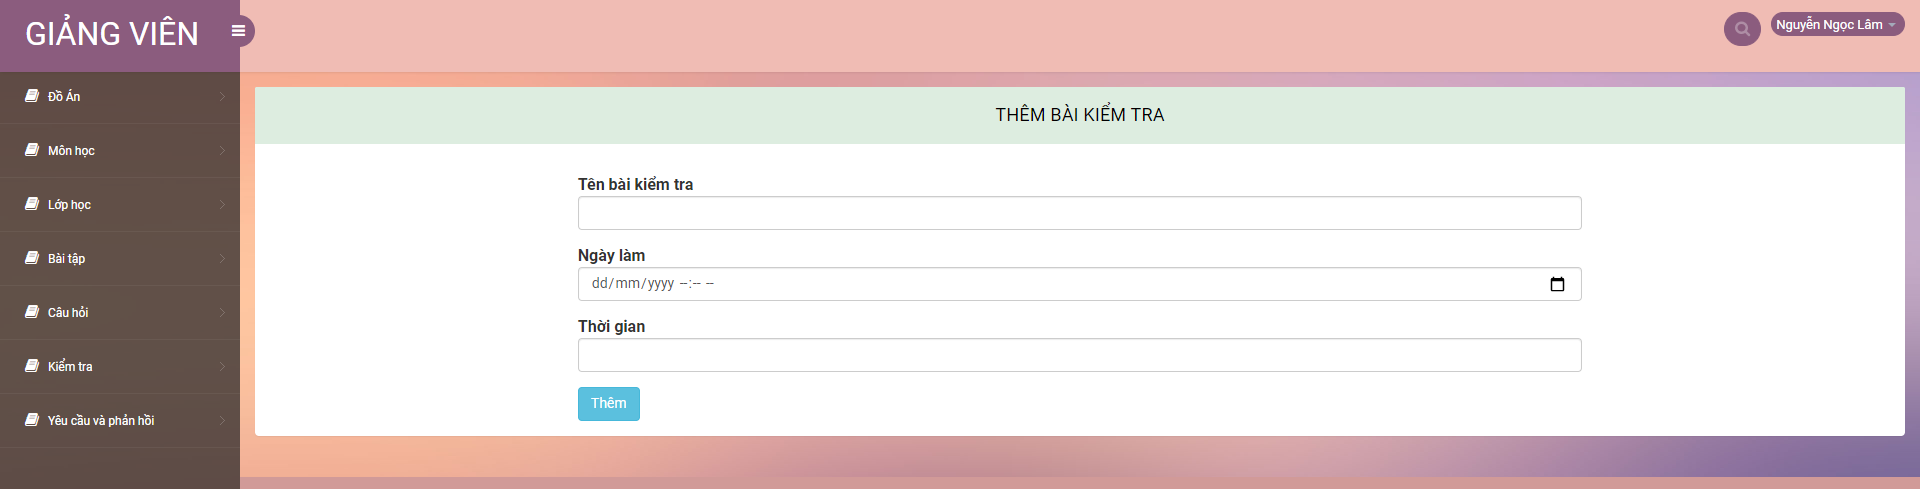 GIẢNG VIÊN
Nguyễn Ngọc Lâm
Đồ Án
Môn học
Lớp học
Bài tập
Câu hỏi
Kiểm tra
Yêu cầu và phản hồi
THÊM BÀI KIỂM TRA
Tên bài kiểm tra
Ngày làm
dd/mm/yyyy --:-- --
Thời gian
Thêm